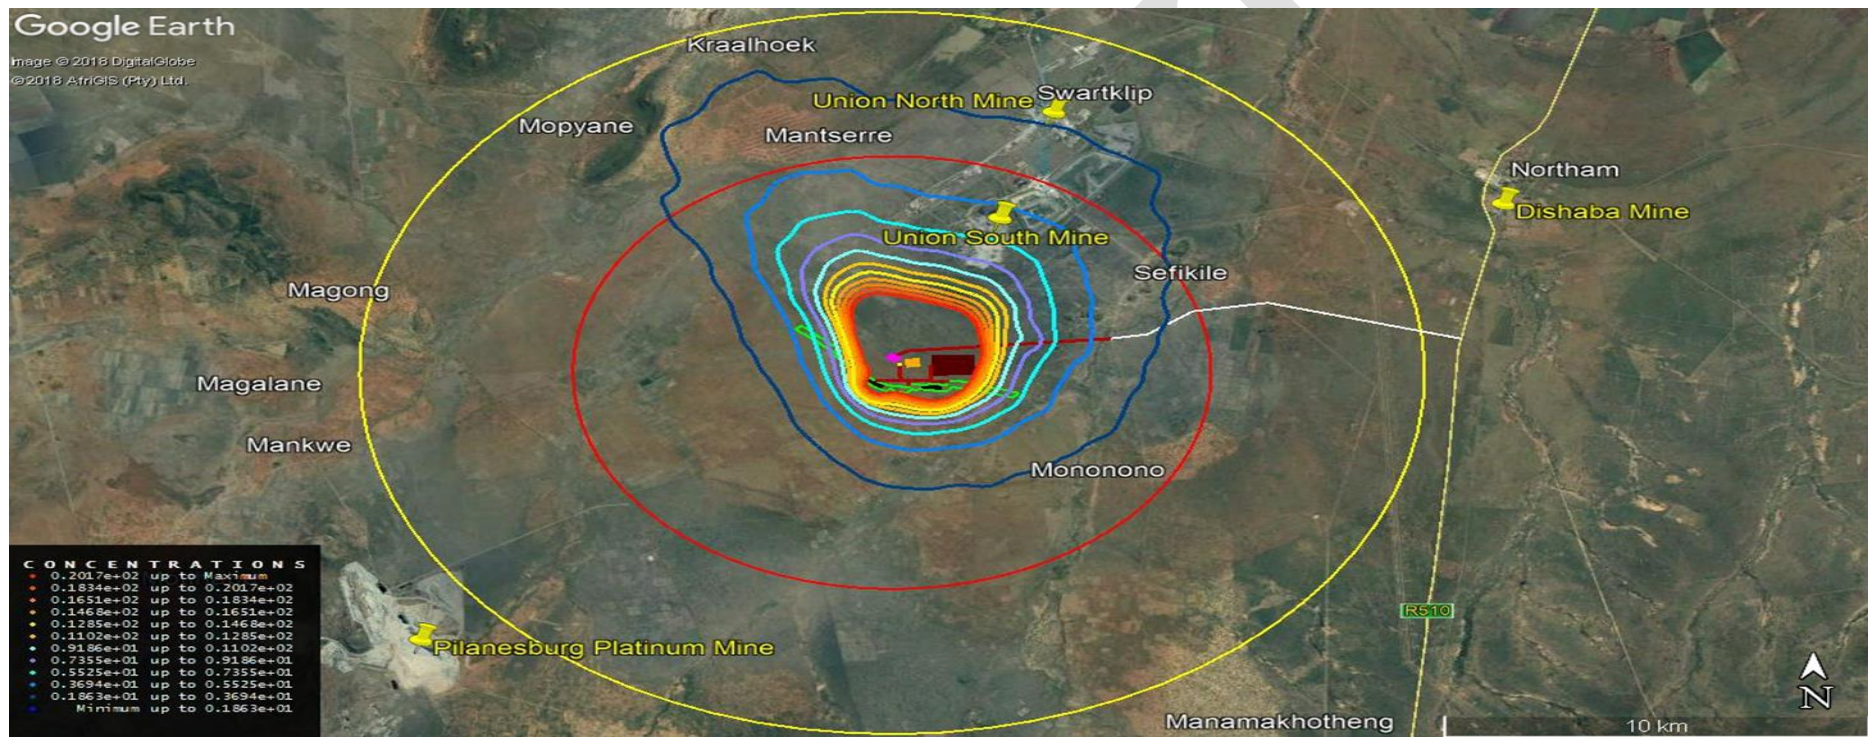 Google Earth
Image © 2018 DigitalGlobe
©2018 AfriGIS (Pty) Ltd.
Kraalhoek
Swartklip
Union North Mine
Mopyane
Mantserre
Northam
Dishaba Mine
Union South Mine
Sefikile
Magong
Magalane
Mankwe
Mononono
CONCENTRATIONS
0.2017e+02 up to Maximum
0.1834e+02 up to 0.2017e+02
0.1651e+02 up to 0.1834e+02
0.1468e+02 up to 0.1651e+02
0.1285e+02 up to 0.1468e+02
0.1102e+02 up to 0.1285e+02
0.9186e+01 up to 0.1102e+02
0.7355e+01 up to 0.9186e+01
0.5525e+01 up to 0.7355e+01
0.3694e+01 up to 0.5525e+01
0.1863e+01 up to 0.3694e+01
Minimum up to 0.1863e+01
R510
Pilanesburg Platinum Mine
N
Manamakhotheng
10 km